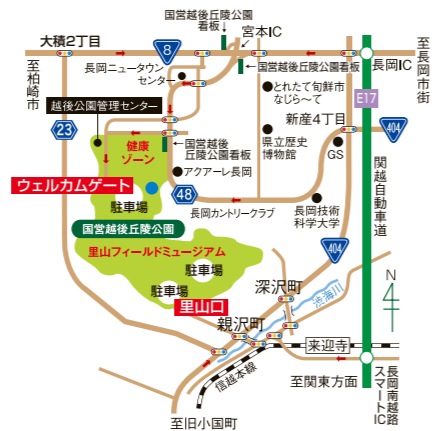 国営越後丘陵公園
看板
宮本IC
大積2丁目
8
国営越後丘陵公園看板
長岡IC
至長岡市街
至柏崎市
長岡ニュータウン
センター
とれたて旬鮮市
なじら〜て
E17
越後公園管理センター
新産4丁目
404
23
健康
ゾーン
国営越後
丘陵公園看板
県立歴史
博物館
GS
アクアーレ長岡
ウェルカムゲート
48
駐車場
長岡カントリークラブ
長岡技術
科学大学
関越自動車道
国営越後丘陵公園
里山フィールドミュージアム
404
駐車場
深沢町
渋海川
N
駐車場
里山口
親沢町
来迎寺
信越本線
至関東方面
長岡南越路
スマートIC
至旧小国町